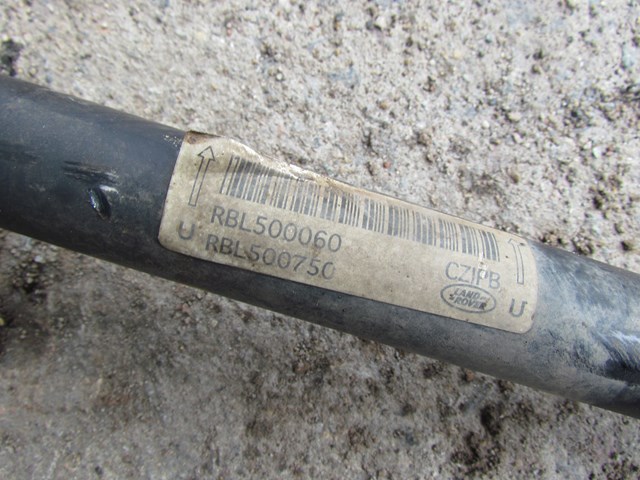 RBL500060
U RBL500750 CZIPB
LAND ROVER U